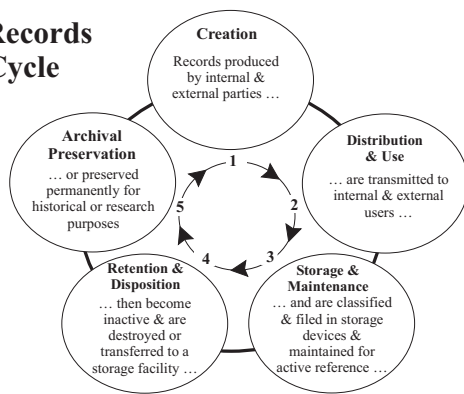 Records
Cycle
Creation
Records produced
by internal &
external parties …
Distribution
& Use
… are transmitted to
internal & external
users …
Storage &
Maintenance
… and are classified
& filed in storage
devices &
maintained for
active reference …
Retention &
Disposition
… then become
inactive & are
destroyed or
transferred to a
storage facility …
Archival
Preservation
… or preserved
permanently for
historical or research
purposes
1
2
3
4
5